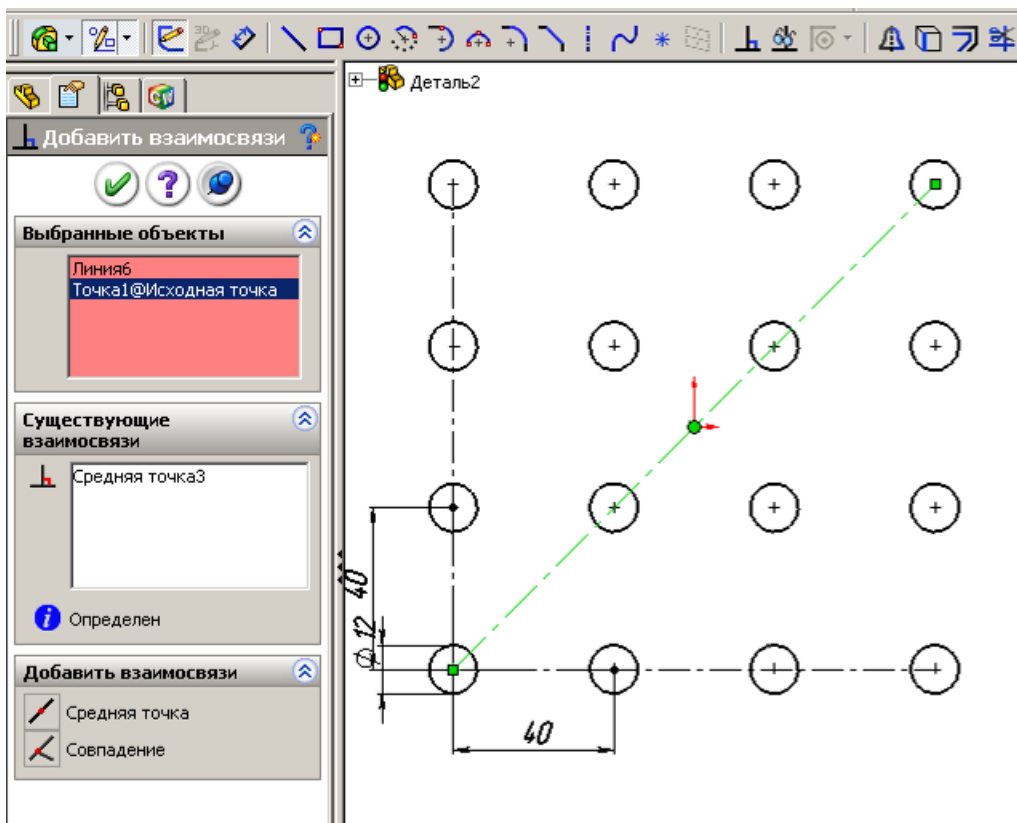 Деталь2
Добавить взаимосвязи
Выбранные объекты
Линия6
Точка1@Исходная точка
Существующие
взаимосвязи
Средняя точка3
Определен
Добавить взаимосвязи
Средняя точка
Совпадение
40
Ø 12
40